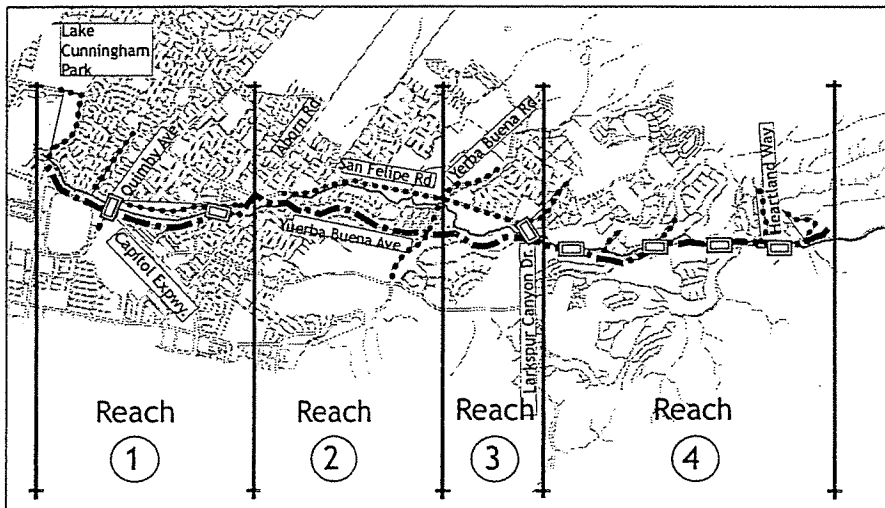 Lake
Cunningham
Park
Quimby Ave
Capitol Expwy.
Aborn Rd.
San Felipe Rd.
Yerba Buena Ave.
Yerba Buena Rd.
Larkspur Canyon Dr.
Heartland Way
Reach
1
Reach
2
Reach
3
Reach
4